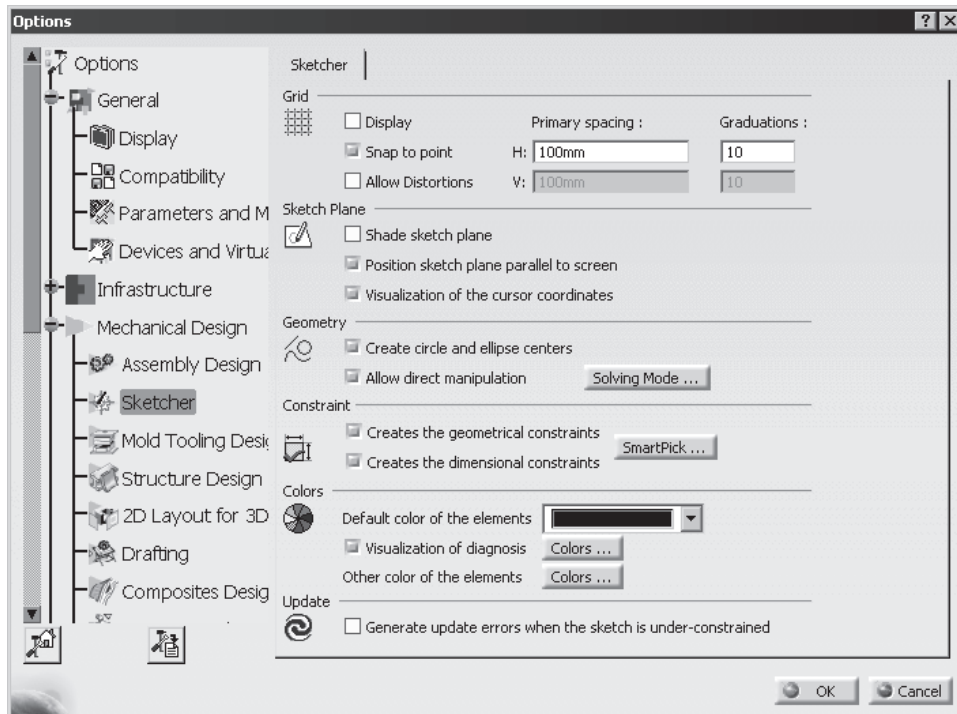 Options
? X
Options
General
Display
Compatibility
Parameters and M
Devices and Virtua
Infrastructure
Mechanical Design
Assembly Design
Sketcher
Mold Tooling Desig
Structure Design
2D Layout for 3D
Drafting
Composites Desig
Sketcher
Grid
Display Primary spacing : Graduations :
Snap to point H: 100mm 10
Allow Distortions V: 100mm 10
Sketch Plane
Shade sketch plane
Position sketch plane parallel to screen
Visualization of the cursor coordinates
Geometry
Create circle and ellipse centers
Allow direct manipulation Solving Mode ...
Constraint
Creates the geometrical constraints
SmartPick ...
Creates the dimensional constraints
Colors
Default color of the elements
Visualization of diagnosis Colors ...
Other color of the elements Colors ...
Update
Generate update errors when the sketch is under-constrained
OK Cancel